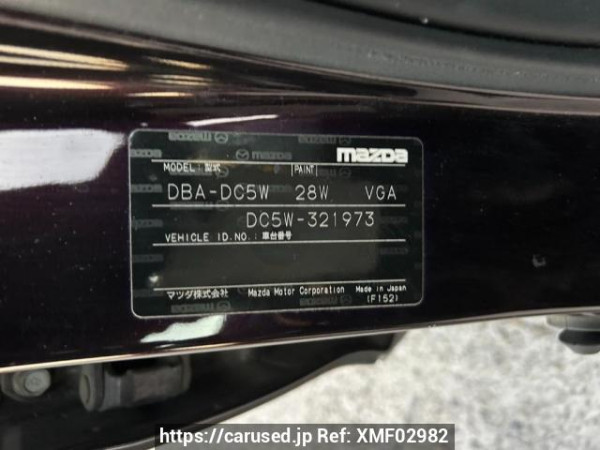 mazda mazda
MODEL : 型式 PAINT
DBA-DC5W 28W VGA
DC5W-321973
VEHICLE ID.NO.: 車台番号
マツダ株式会社 Mazda Motor Corporation Made in Japan
(F152)
https://carused.jp Ref: XMF02982